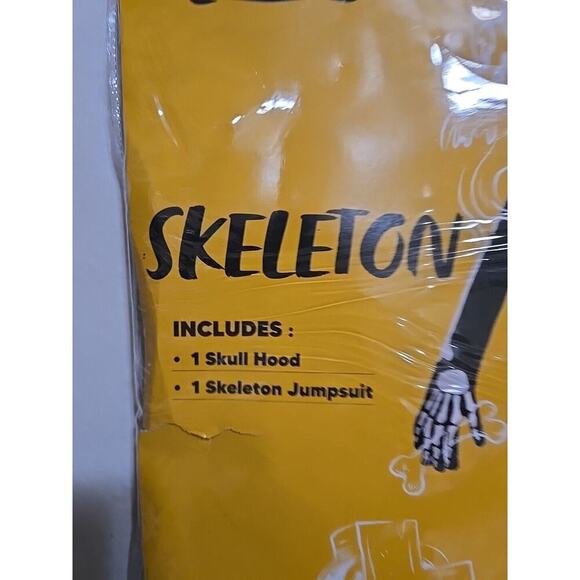 SKELETON
INCLUDES :
• 1 Skull Hood
• 1 Skeleton Jumpsuit